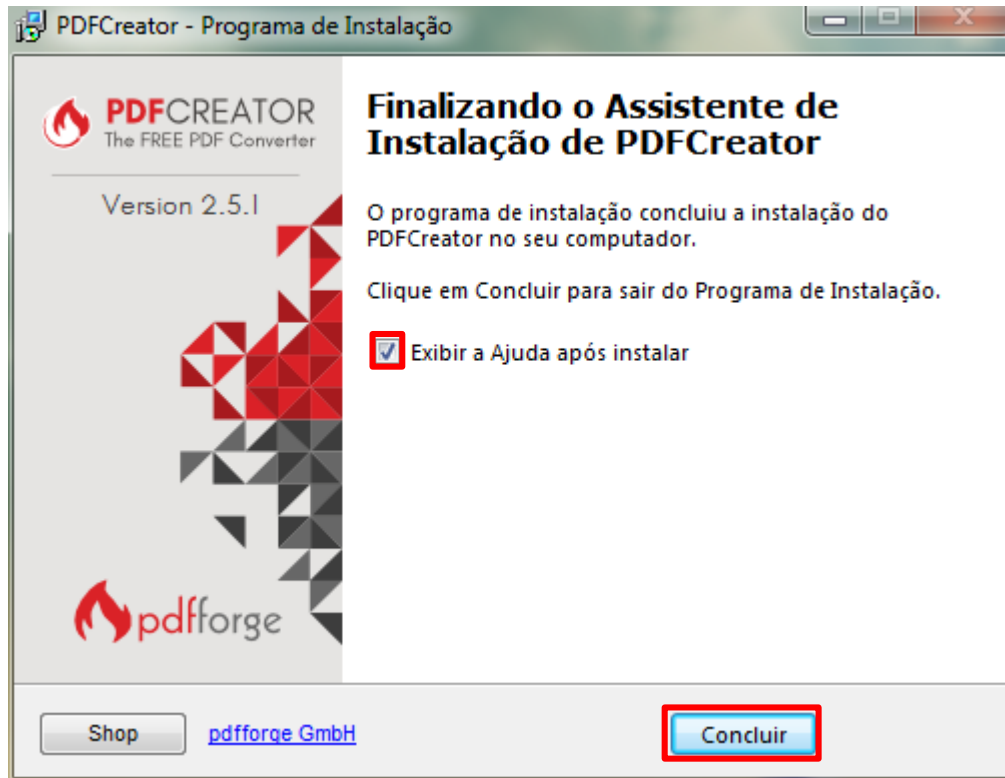 PDFCreator - Programa de Instalação
PDFCREATOR
The FREE PDF Converter
Version 2.5.1
Finalizando o Assistente de
Instalação de PDFCreator
O programa de instalação concluiu a instalação do
PDFCreator no seu computador.
Clique em Concluir para sair do Programa de Instalação.
Exibir a Ajuda após instalar
pdfforge
Shop
pdfforge GmbH
Concluir